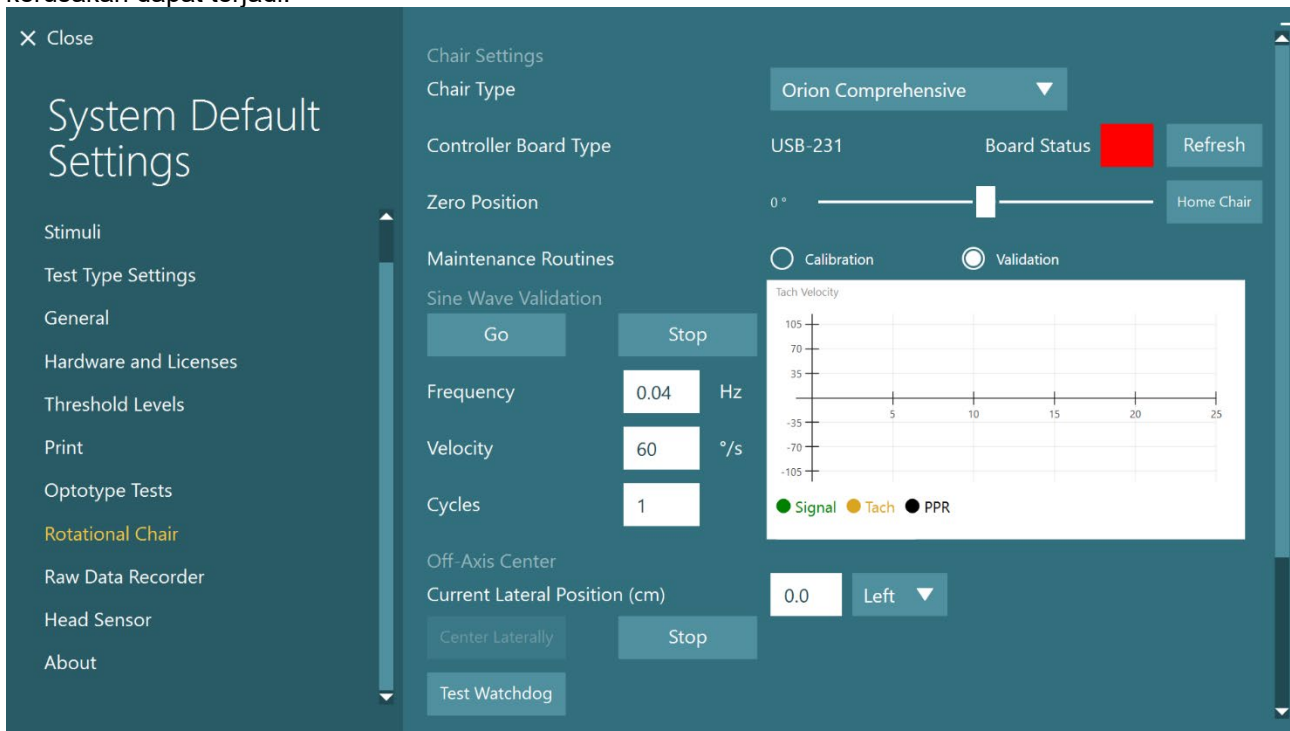 kerusakan dapat terjadi.
Close
System Default
Settings
Stimuli
Test Type Settings
General
Hardware and Licenses
Threshold Levels
Print
Optotype Tests
Rotational Chair
Raw Data Recorder
Head Sensor
About
Chair Settings
Chair Type Orion Comprehensive
Controller Board Type USB-231 Board Status Refresh
Zero Position 0 ° Home Chair
Maintenance Routines Calibration Validation
Sine Wave Validation
Go Stop
Frequency 0.04 Hz
Velocity 60 °/s
Cycles 1
Tach Velocity
105
70
35
5 10 15 20 25
-35
-70
-105
Signal Tach PPR
Off-Axis Center
Current Lateral Position (cm) 0.0 Left
Center Laterally Stop
Test Watchdog